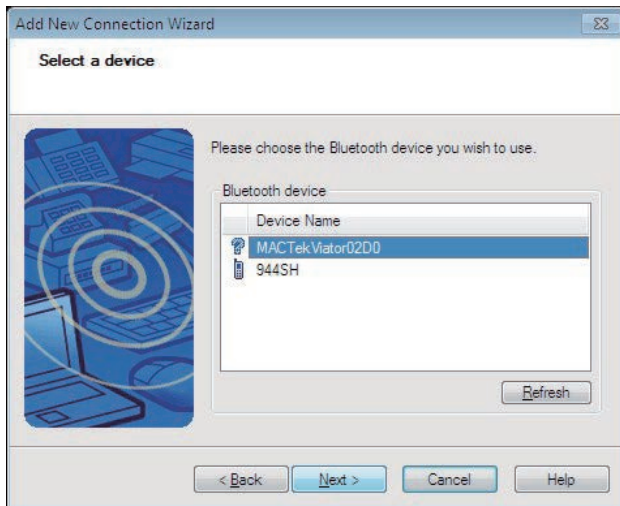 Add New Connection Wizard
Select a device
Please choose the Bluetooth device you wish to use.
Bluetooth device
Device Name
MACTekViator02D0
944SH
Refresh
< Back Next > Cancel Help